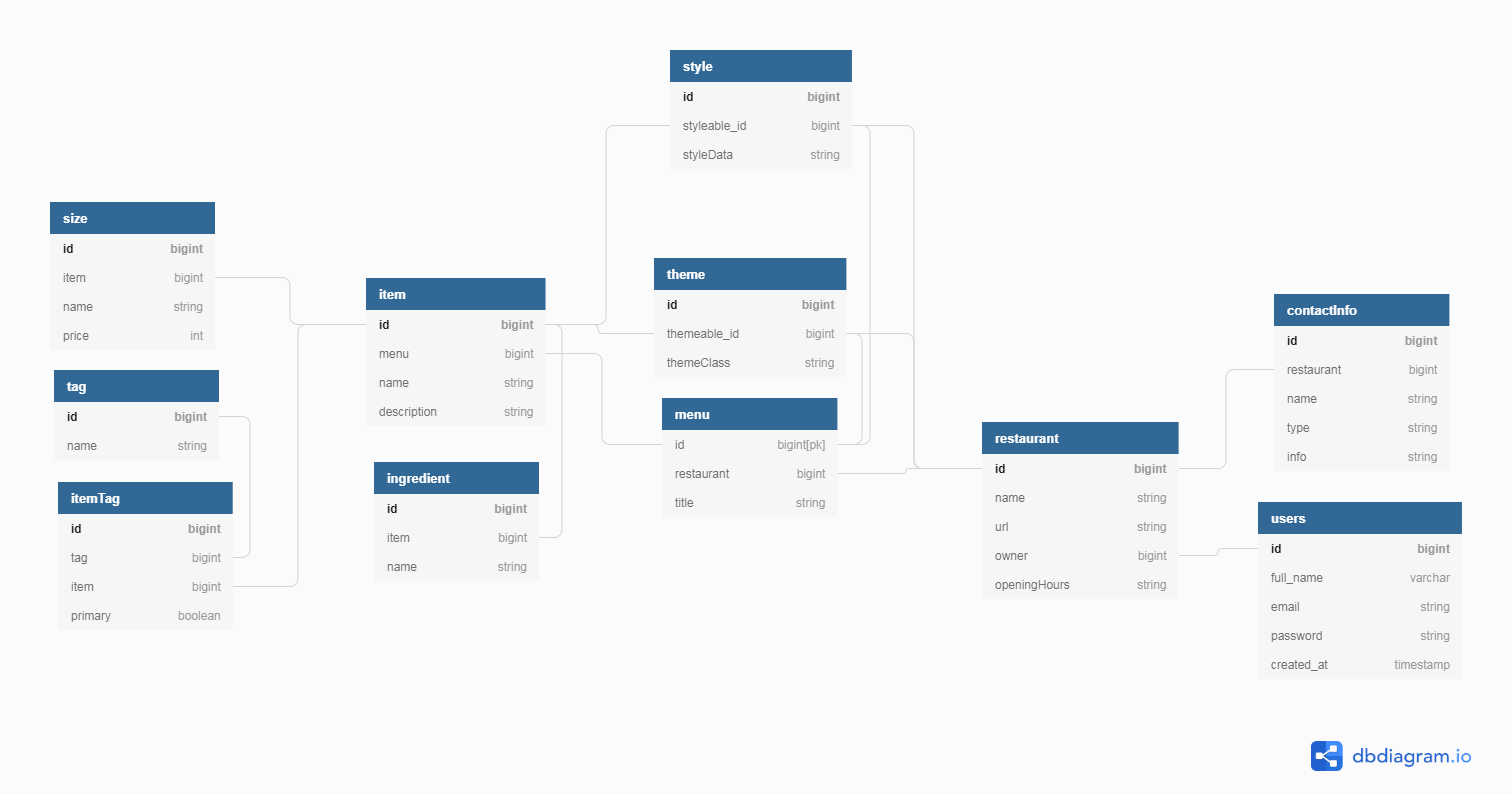 style
id bigint
styleable_id bigint
styleData string
size
id bigint
item bigint
name string
price int
theme
id bigint
themeable_id bigint
themeClass string
item
id bigint
menu bigint
name string
description string
contactInfo
id bigint
restaurant bigint
name string
type string
info string
tag
id bigint
name string
menu
id bigint[pk]
restaurant bigint
title string
restaurant
id bigint
name string
url string
owner bigint
openingHours string
ingredient
id bigint
item bigint
name string
itemTag
id bigint
tag bigint
item bigint
primary boolean
users
id bigint
full_name varchar
email string
password string
created_at timestamp
dbdiagram.io